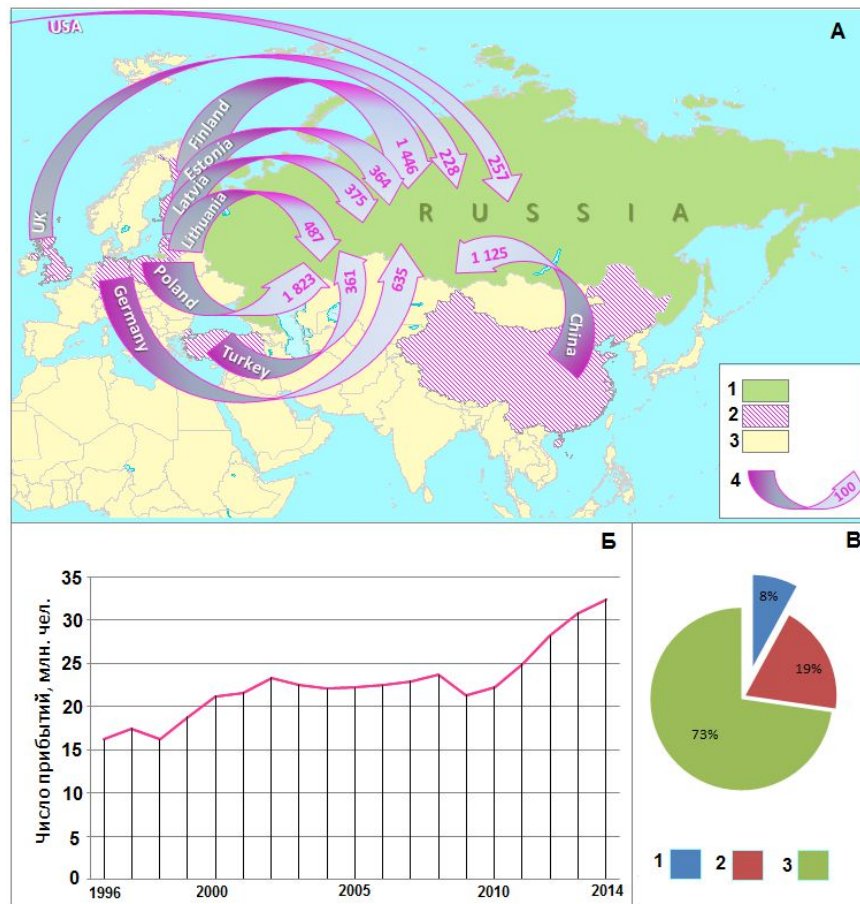 USA
А
Finland
1 446
228
257
Estonia
364
Latvia
375
UK
Lithuania
487
R U S S I A
1 125
Poland
1 823
361
635
Germany
Turkey
China
1
2
3
4
100
Б
В
35
30
25
20
15
10
5
0
Число прибытий, млн. чел.
1996
2000
2005
2010
2014
8%
19%
73%
1
2
3